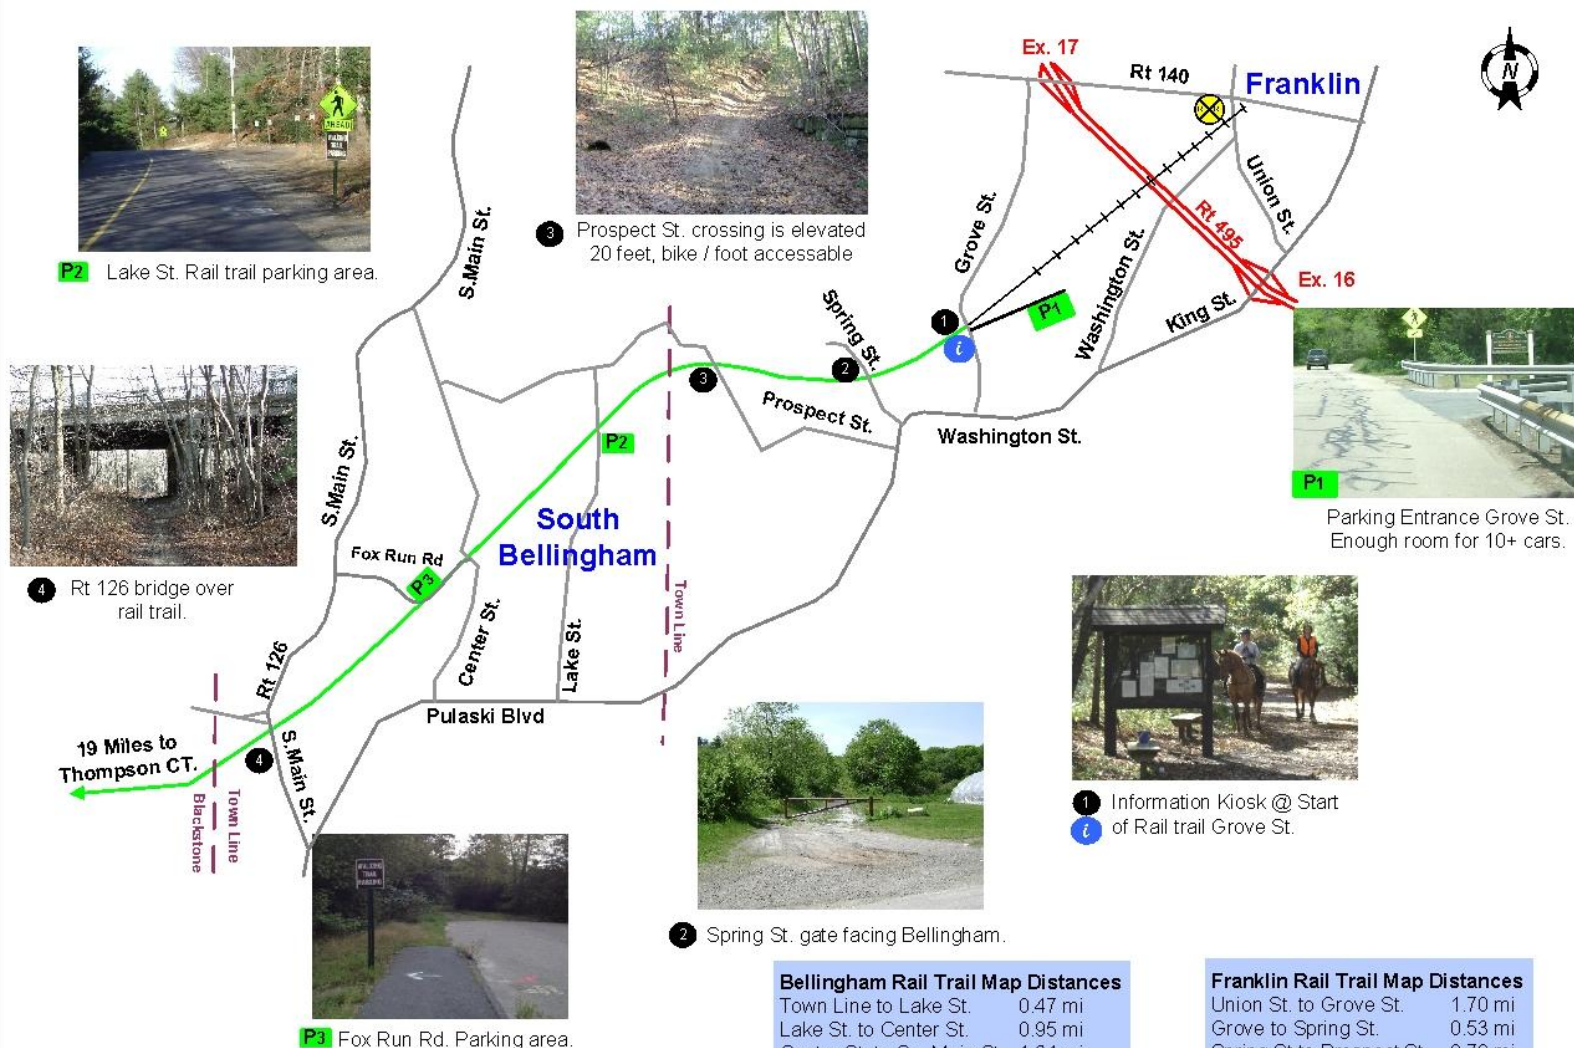 Ex. 17
Rt 140
Franklin
N
Union St.
Grove St.
S.Main St.
Rt 495
Washington St.
Ex. 16
King St.
AHEAD
WALKING
TRAIL
PARKING
P2 Lake St. Rail trail parking area.
3 Prospect St. crossing is elevated
20 feet, bike / foot accessable
Spring St.
1
P1
i
2
3
Prospect St.
Washington St.
P2
S.Main St.
South
Bellingham
Fox Run Rd
P3
P1
Parking Entrance Grove St.
Enough room for 10+ cars.
4 Rt 126 bridge over
rail trail.
Town Line
Center St.
Lake St.
Rt 126
Pulaski Blvd
19 Miles to
Thompson CT.
4
S.Main St.
Town Line
Blackstone
1 Information Kiosk @ Start
i of Rail trail Grove St.
WALKING
TRAIL
PARKING
2 Spring St. gate facing Bellingham.
P3 Fox Run Rd. Parking area.
Bellingham Rail Trail Map Distances
Town Line to Lake St. 0.47 mi
Lake St. to Center St. 0.95 mi
Franklin Rail Trail Map Distances
Union St. to Grove St. 1.70 mi
Grove to Spring St. 0.53 mi